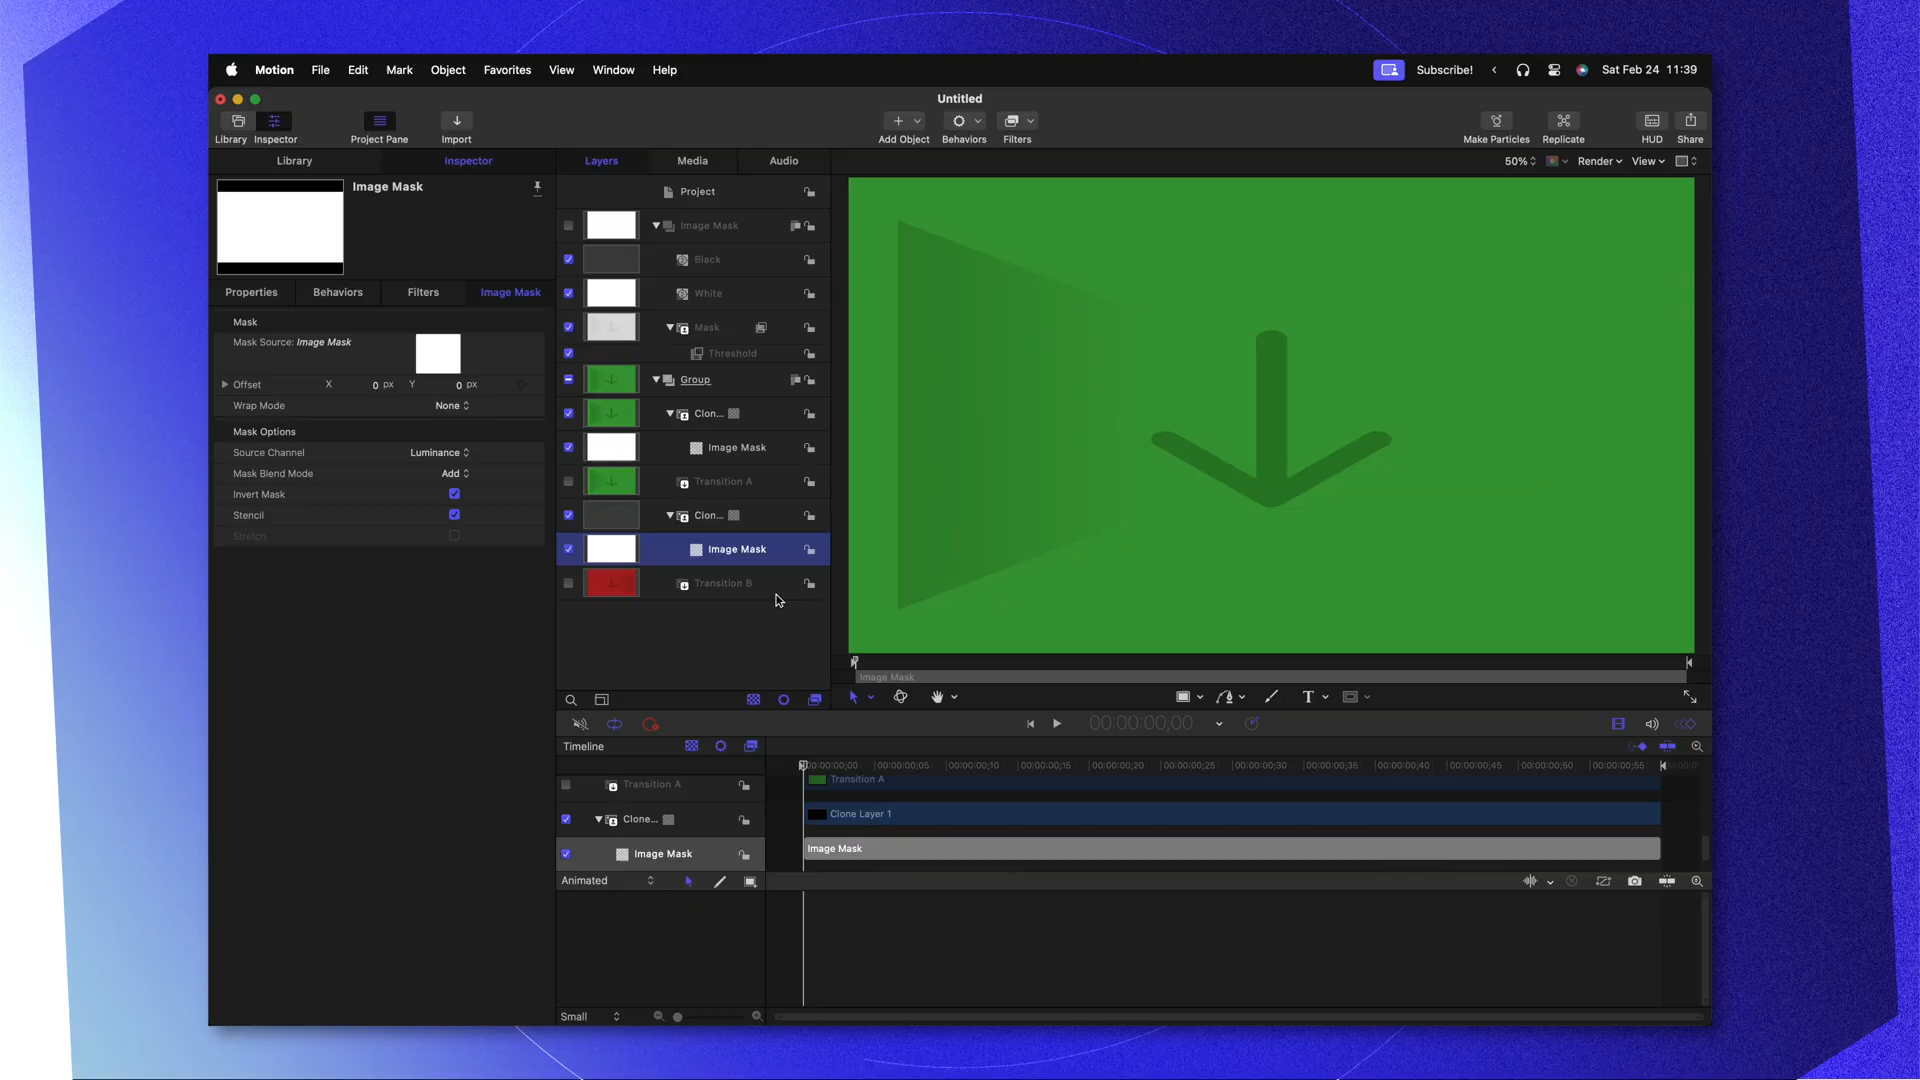 Motion File Edit Mark Object Favorites View Window Help
Subscribe! Sat Feb 24 11:39
Untitled
Library Inspector Project Pane Import Add Object Behaviors Filters Make Particles Replicate HUD Share
Library Inspector Layers Media Audio 50% Render View
Image Mask
Properties Behaviors Filters Image Mask
Mask
Mask Source: Image Mask
Offset X 0 px Y 0 px
Wrap Mode None
Mask Options
Source Channel Luminance
Mask Blend Mode Add
Invert Mask
Stencil
Stretch
Project
Image Mask
Black
White
Mask
Threshold
Group
Clon...
Image Mask
Transition A
Clon...
Image Mask
Transition B
Image Mask
T
00:00:00;00
Timeline
00:00:00;00 00:00:00;05 00:00:00;10 00:00:00;15 00:00:00;20 00:00:00;25 00:00:00;30 00:00:00;35 00:00:00;40 00:00:00;45 00:00:00;50 00:00:00;55
Transition A Transition A
Clone... Clone Layer 1
Image Mask Image Mask
Animated
Small